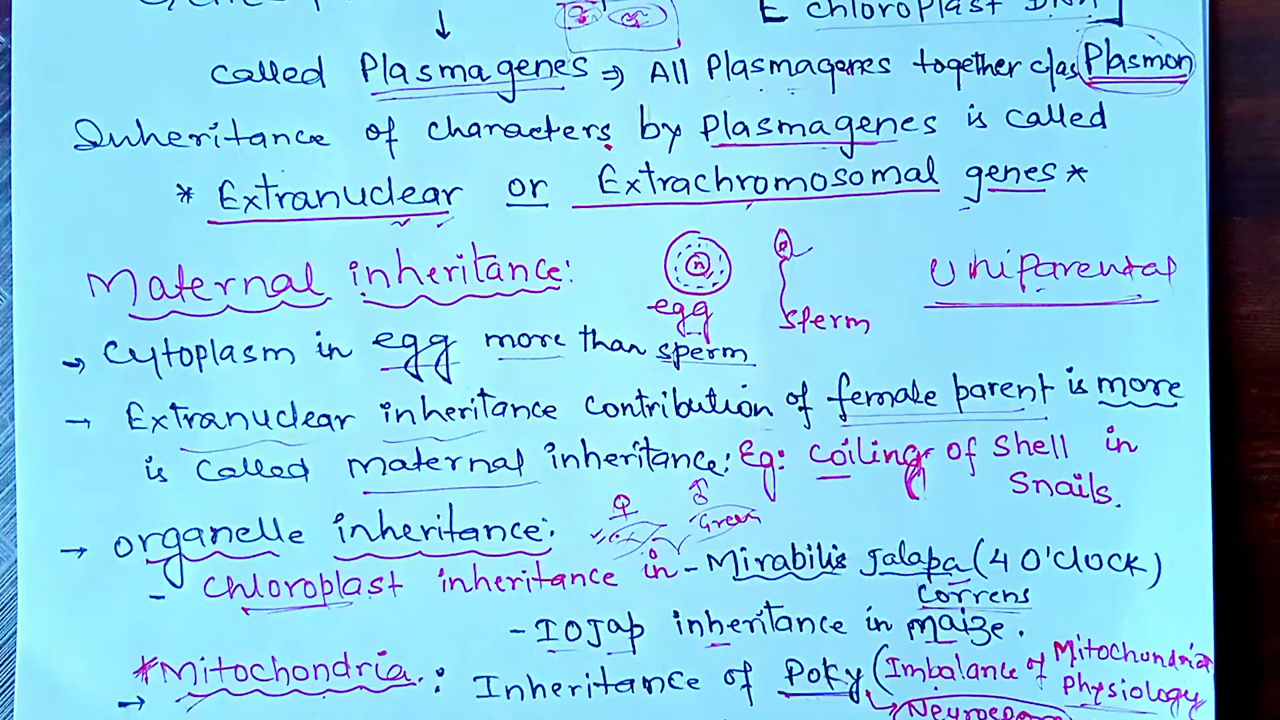 [ chloroplast DNA]
called Plasmagenes ⇒ All Plasmagenes together c/as Plasmon
Inheritance of characters by Plasmagenes is called
* Extranuclear or Extrachromosomal genes *
Maternal inheritance:
n
egg
sperm
Uniparental
→ Cytoplasm in egg more than sperm
→ Extranuclear inheritance contribution of female parent is more
is called maternal inheritance: Eg: coiling of Shell in
Snails.
→ organelle inheritance:
♀ ♂
Green
- Chloroplast inheritance in - Mirabilis Jalapa (4 O'clock)
Correns
- IOJap inheritance in maize.
→ *Mitochondria: Inheritance of Poky (Imbalance of Mitochondria
Physiology